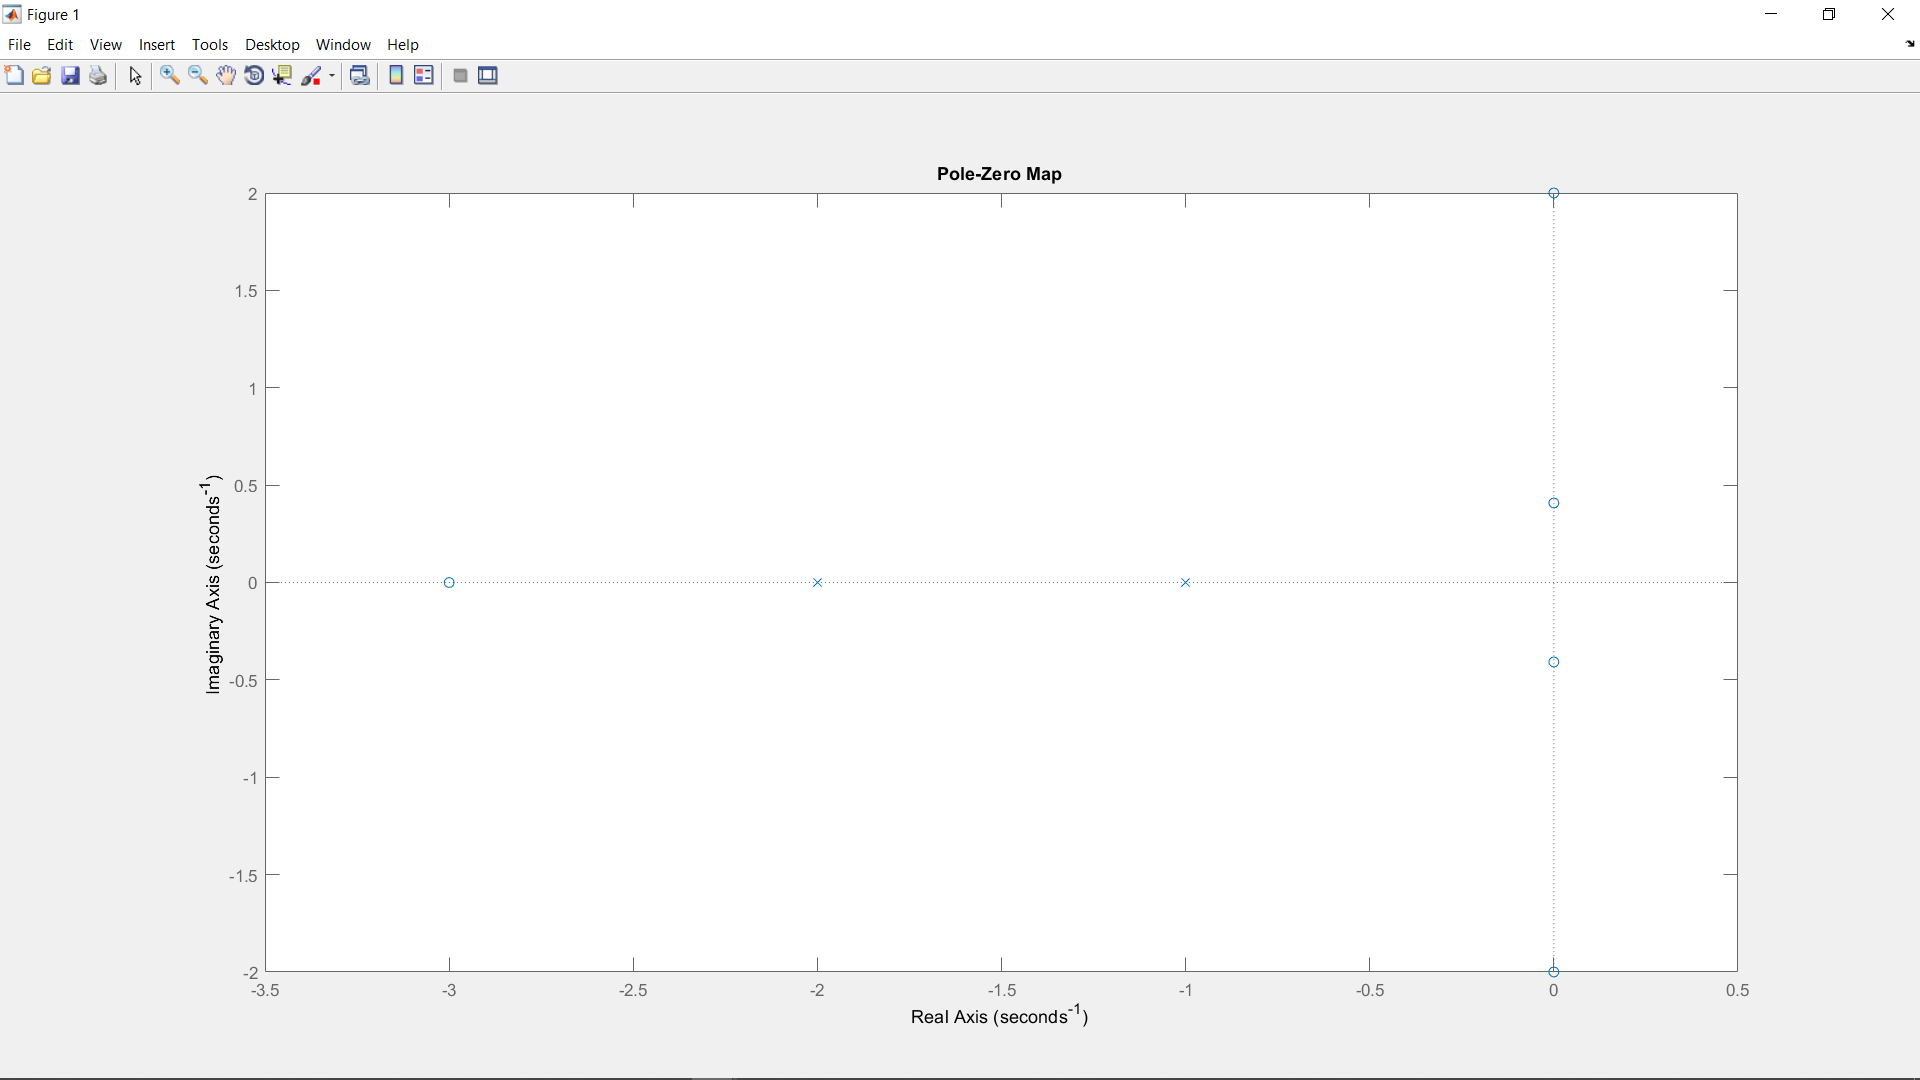 Figure 1
File Edit View Insert Tools Desktop Window Help
Pole-Zero Map
2
1.5
1
0.5
0
-0.5
-1
-1.5
-2
Imaginary Axis (seconds⁻¹)
-3.5 -3 -2.5 -2 -1.5 -1 -0.5 0 0.5
Real Axis (seconds⁻¹)